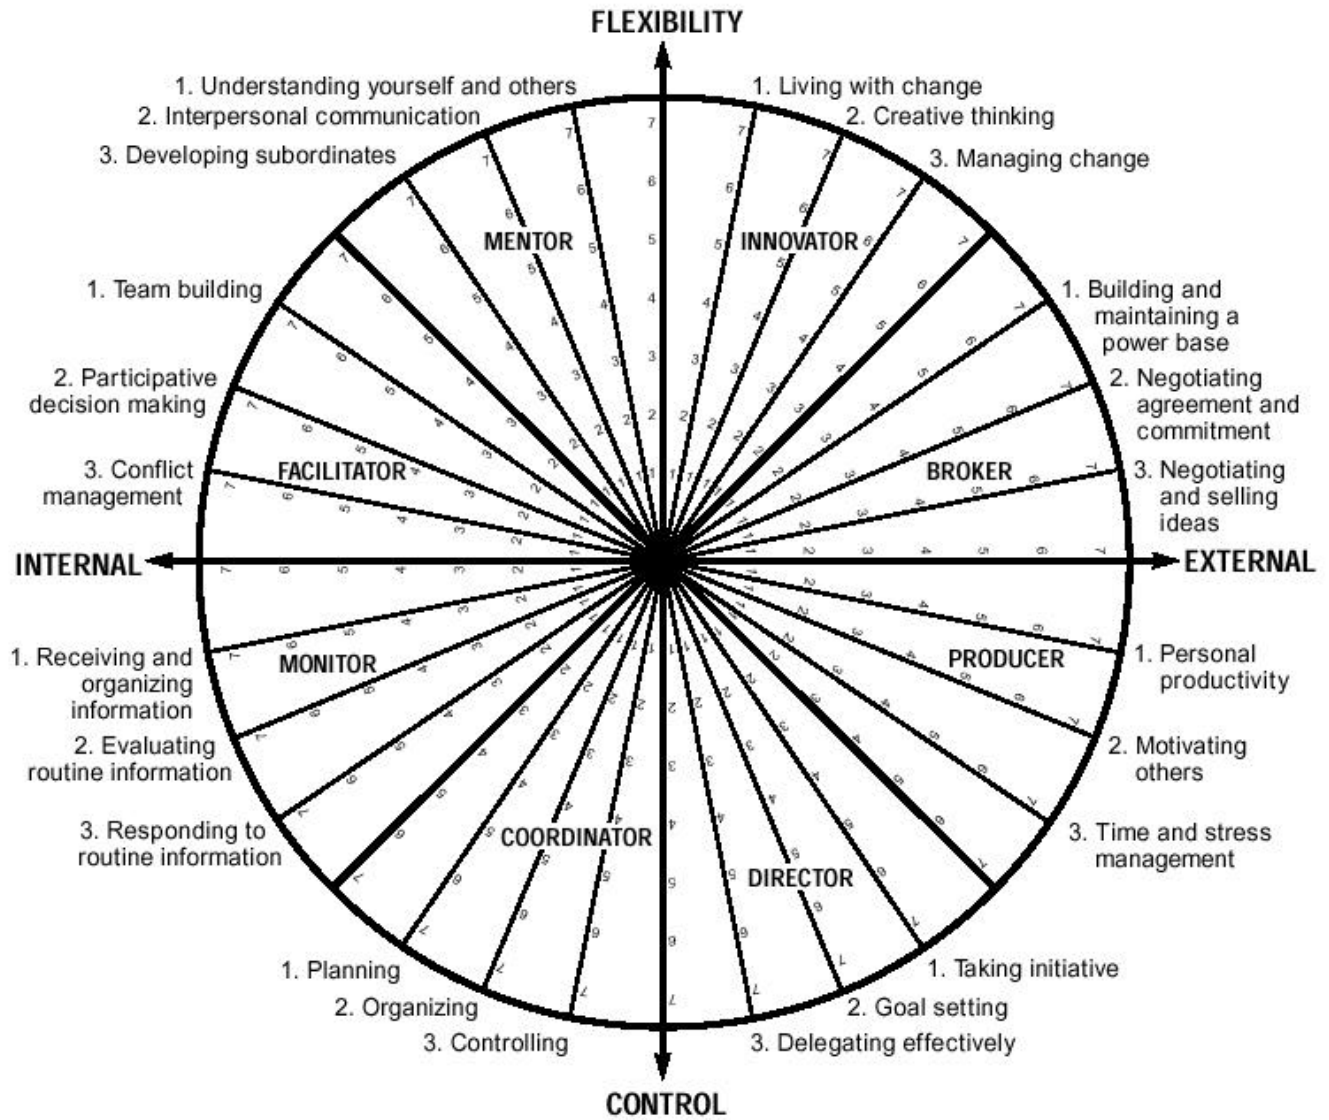 FLEXIBILITY
1. Understanding yourself and others
2. Interpersonal communication
3. Developing subordinates
1. Living with change
2. Creative thinking
3. Managing change
MENTOR
INNOVATOR
1. Team building
2. Participative
decision making
3. Conflict
management
FACILITATOR
BROKER
1. Building and
maintaining a
power base
2. Negotiating
agreement and
commitment
3. Negotiating
and selling
ideas
INTERNAL
EXTERNAL
1. Receiving and
organizing
information
2. Evaluating
routine information
3. Responding to
routine information
MONITOR
PRODUCER
1. Personal
productivity
2. Motivating
others
3. Time and stress
management
COORDINATOR
DIRECTOR
1. Planning
2. Organizing
3. Controlling
1. Taking initiative
2. Goal setting
3. Delegating effectively
CONTROL